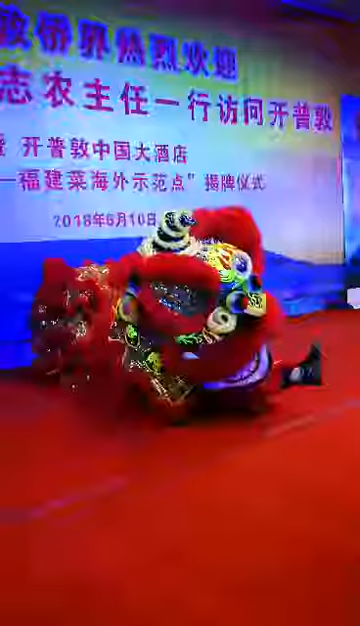 敦侨界热烈欢迎
志农主任一行访问开普敦
暨 开普敦中国大酒店
—福建菜海外示范点”揭牌仪式
2018年6月10日